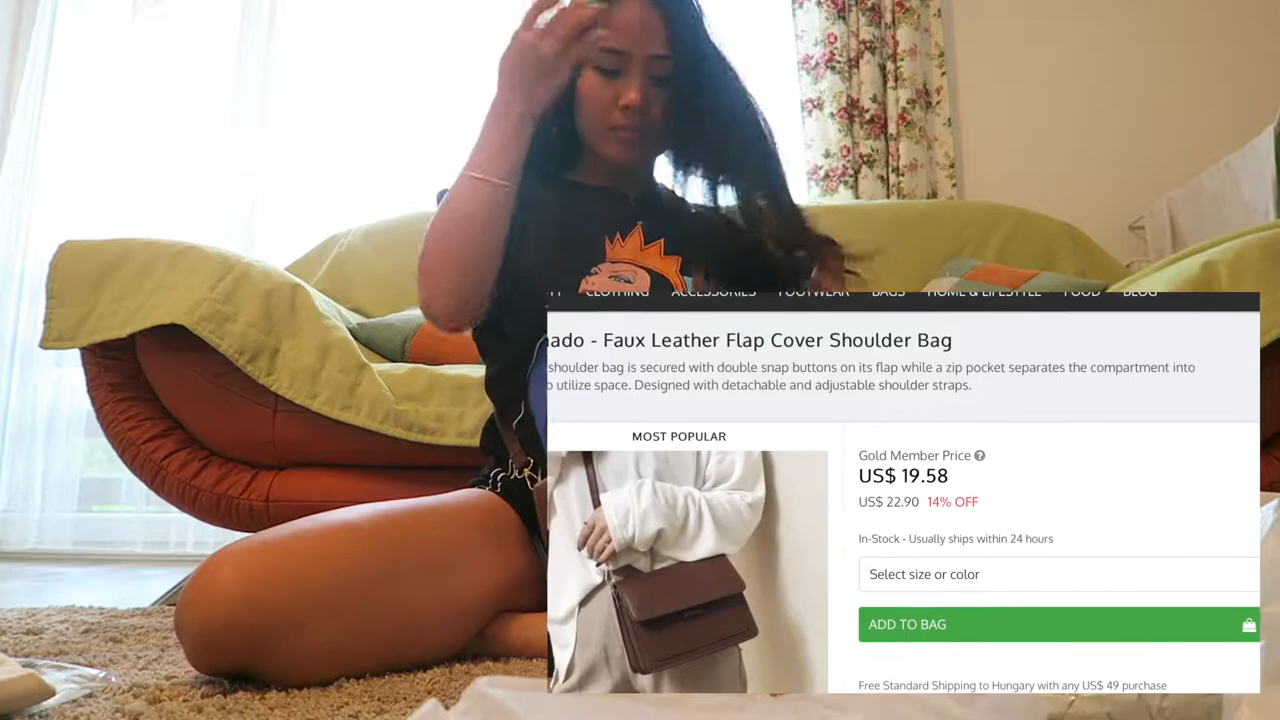 CLOTHING ACCESSORIES FOOTWEAR BAGS HOME & LIFESTYLE FOOD BLOG
- Faux Leather Flap Cover Shoulder Bag
shoulder bag is secured with double snap buttons on its flap while a zip pocket separates the compartment into
utilize space. Designed with detachable and adjustable shoulder straps.
MOST POPULAR
Gold Member Price
US$ 19.58
US$ 22.90 14% OFF
In-Stock - Usually ships within 24 hours
Select size or color
ADD TO BAG
Free Standard Shipping to Hungary with any US$ 49 purchase